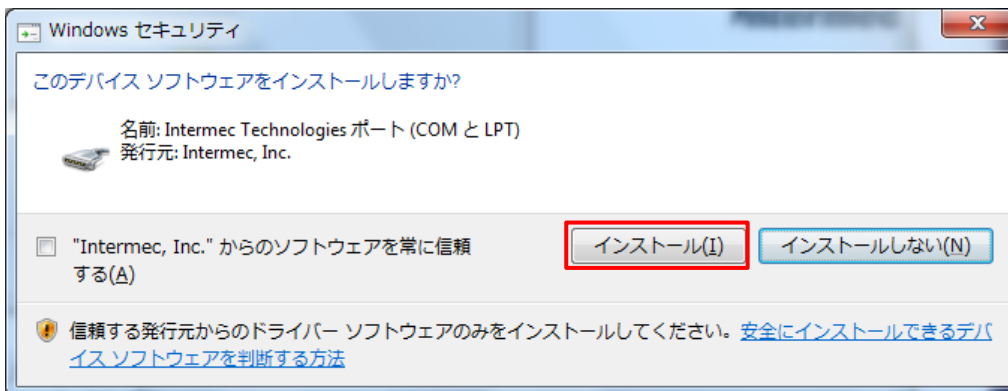 Windows セキュリティ
このデバイス ソフトウェアをインストールしますか?
名前: Intermec Technologies ポート (COM と LPT)
発行元: Intermec, Inc.
"Intermec, Inc." からのソフトウェアを常に信頼
する(A)
インストール(I)
インストールしない(N)
信頼する発行元からのドライバー ソフトウェアのみをインストールしてください。安全にインストールできるデバ
イス ソフトウェアを判断する方法